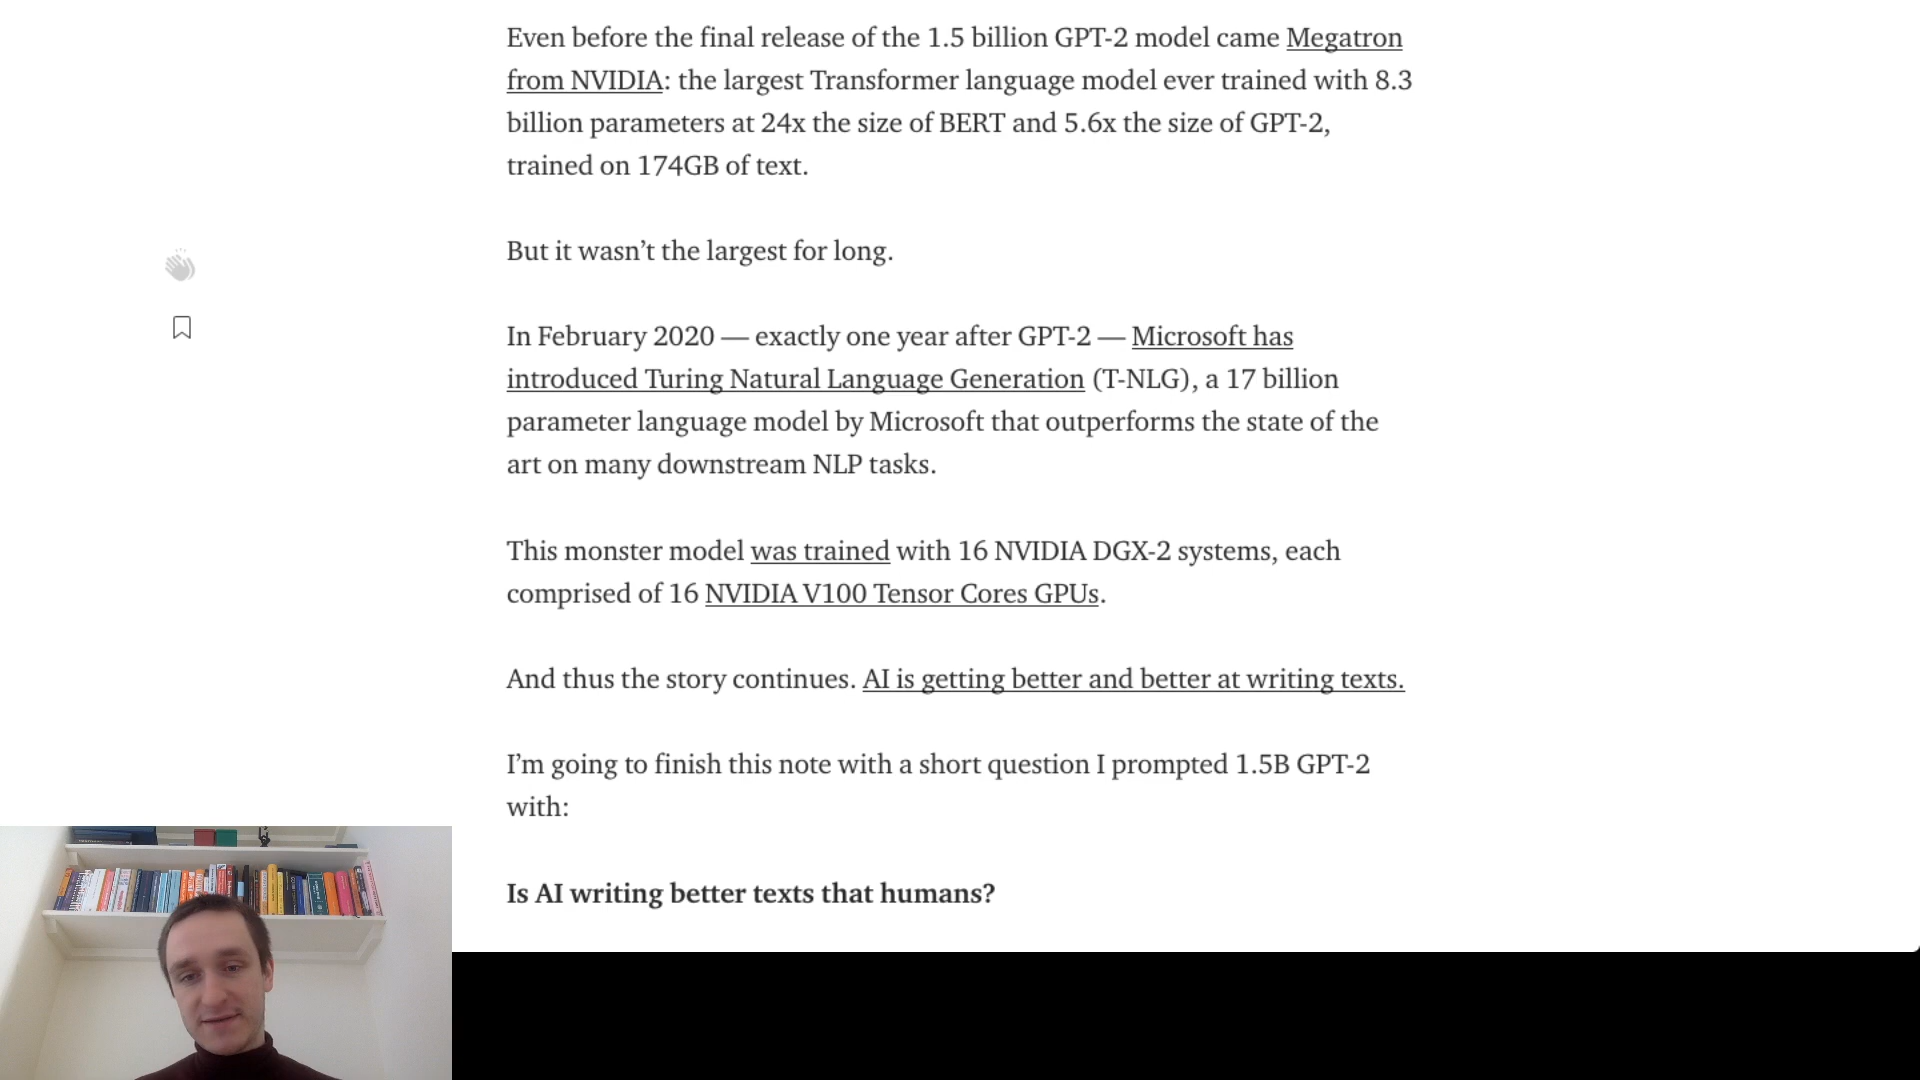 Even before the final release of the 1.5 billion GPT-2 model came Megatron
from NVIDIA: the largest Transformer language model ever trained with 8.3
billion parameters at 24x the size of BERT and 5.6x the size of GPT-2,
trained on 174GB of text.
But it wasn’t the largest for long.
In February 2020 — exactly one year after GPT-2 — Microsoft has
introduced Turing Natural Language Generation (T-NLG), a 17 billion
parameter language model by Microsoft that outperforms the state of the
art on many downstream NLP tasks.
This monster model was trained with 16 NVIDIA DGX-2 systems, each
comprised of 16 NVIDIA V100 Tensor Cores GPUs.
And thus the story continues. AI is getting better and better at writing texts.
I’m going to finish this note with a short question I prompted 1.5B GPT-2
with:
Is AI writing better texts that humans?